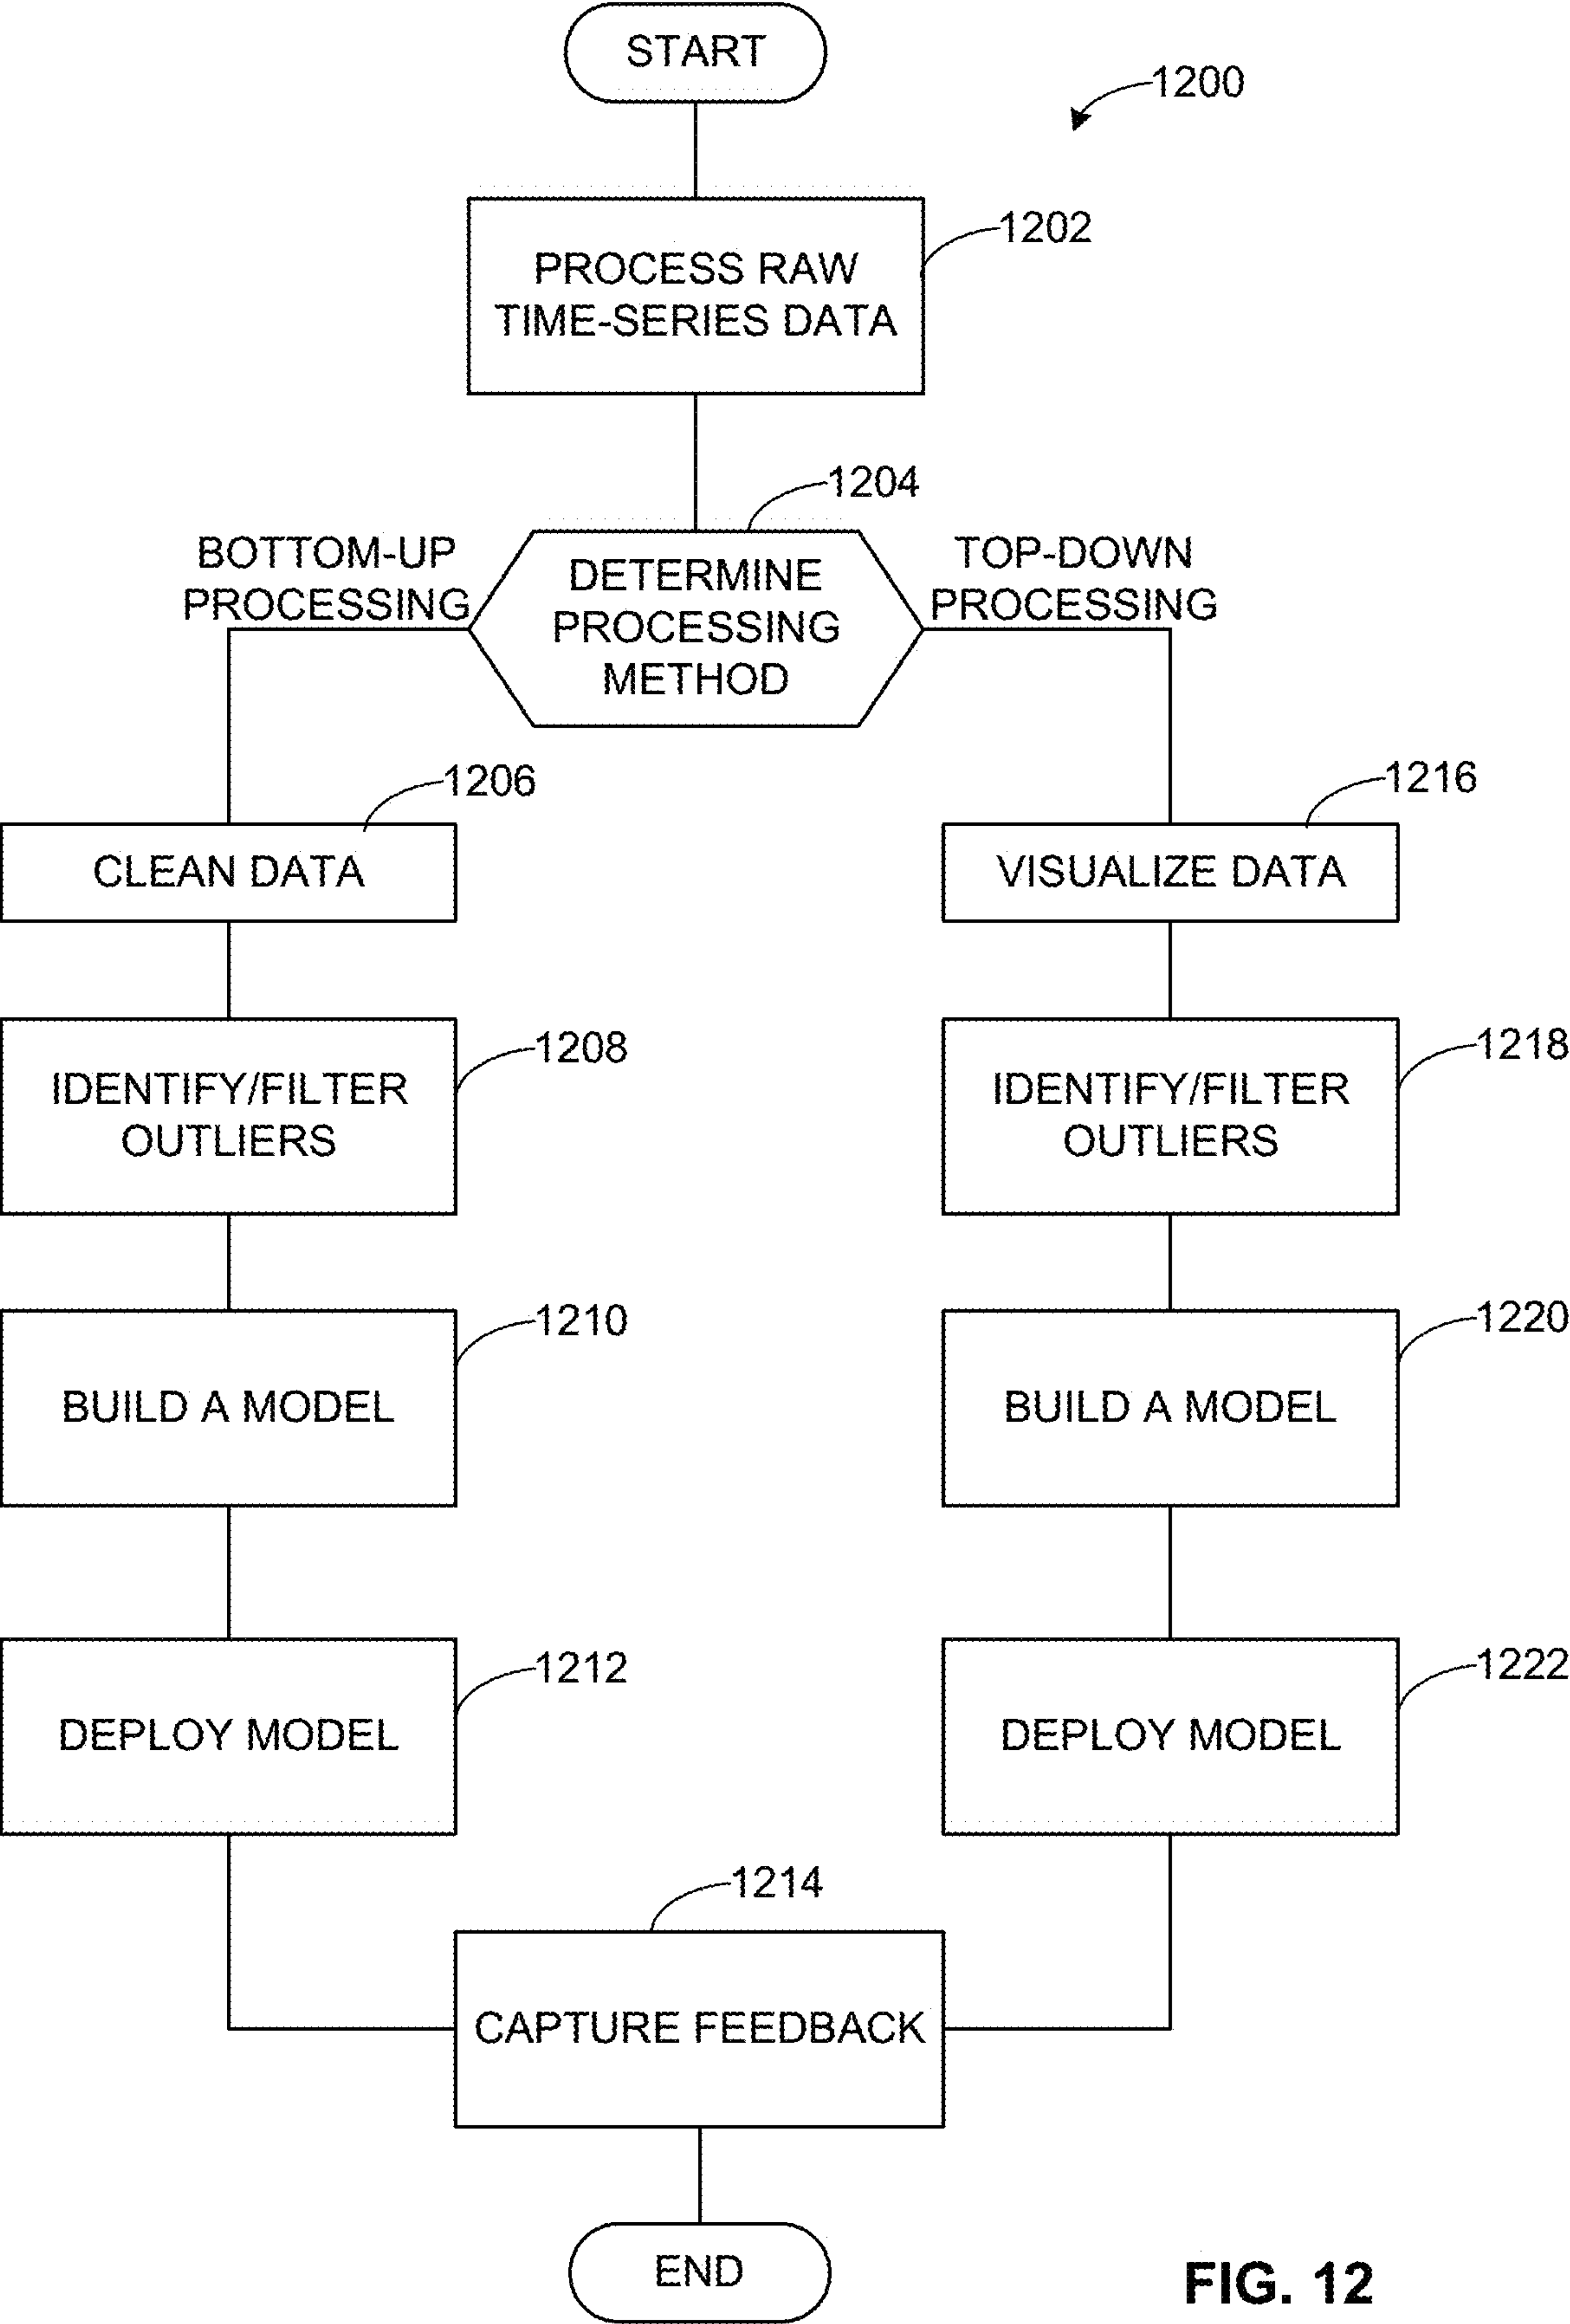 START
1200
1202
PROCESS RAW
TIME-SERIES DATA
1204
BOTTOM-UP
PROCESSING
DETERMINE
PROCESSING
METHOD
TOP-DOWN
PROCESSING
1206
CLEAN DATA
1216
VISUALIZE DATA
1208
IDENTIFY/FILTER
OUTLIERS
1218
IDENTIFY/FILTER
OUTLIERS
1210
BUILD A MODEL
1220
BUILD A MODEL
1212
DEPLOY MODEL
1222
DEPLOY MODEL
1214
CAPTURE FEEDBACK
END
FIG. 12